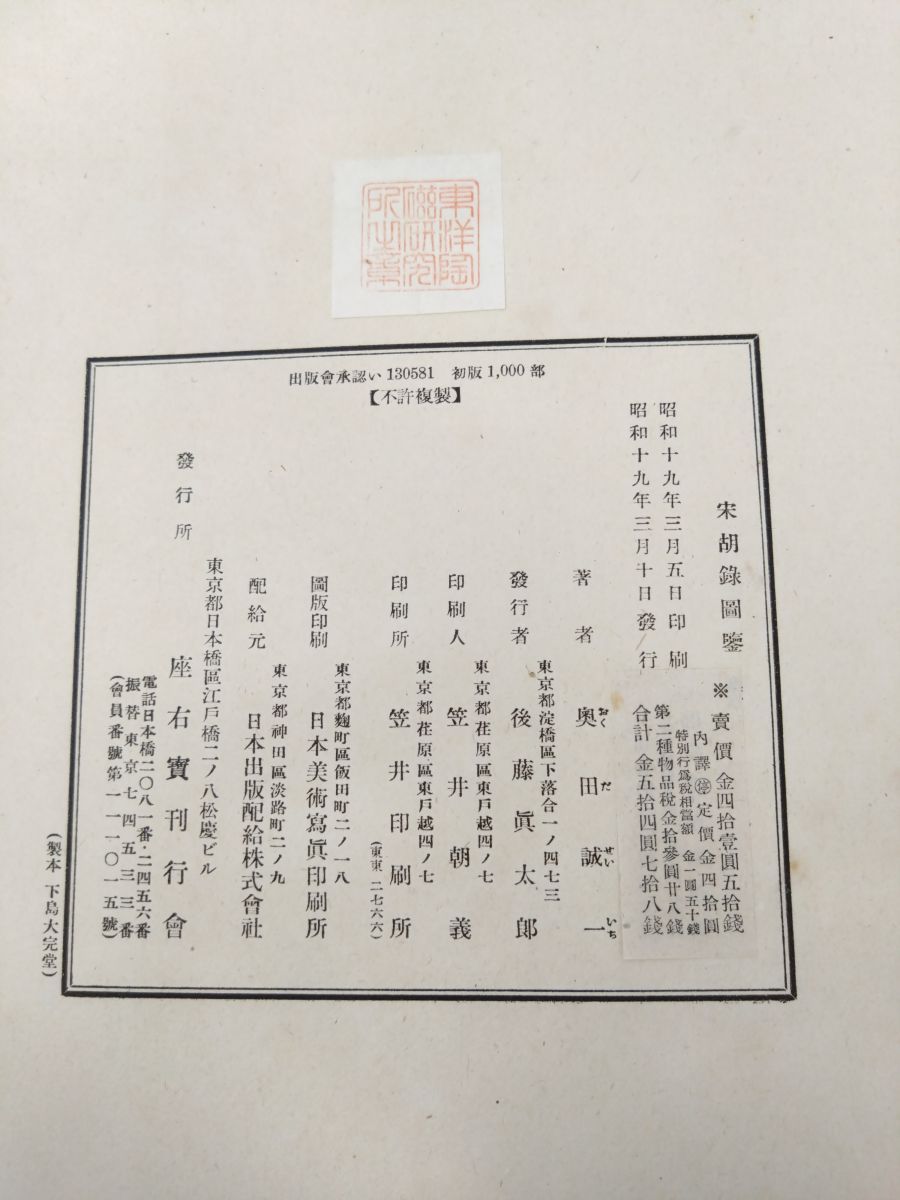 東洋陶
磁研究
所之章
出版會承認い 130581 初版 1,000 部
【不許複製】
宋胡錄圖鑒
昭和十九年三月五日印刷
昭和十九年三月十日發行
※ 賣價 金四拾壹圓五拾錢
内譯 ㊡ 定價 金四拾圓
特別行爲税相當額 金一圓五十錢
第二種物品税金拾參圓廿八錢
合計 金五拾四圓七拾八錢
著者 奧田誠一
おくだせいいち
東京都淀橋區下落合一ノ四七三
發行者 後藤眞太郎
東京都荏原區東戸越四ノ七
印刷人 笠井朝義
東京都荏原區東戸越四ノ七
印刷所 笠井印刷所
(東東二七六六)
東京都麴町區飯田町二ノ一八
圖版印刷 日本美術寫眞印刷所
東京都神田區淡路町二ノ九
配給元 日本出版配給株式會社
東京都日本橋區江戸橋二ノ八松慶ビル
發行所 座右寶刊行會
電話日本橋二〇八一番・二四五六番
振替東京七四五三三番
(會員番號第一一一〇一五號)
(製本 下島大完堂)